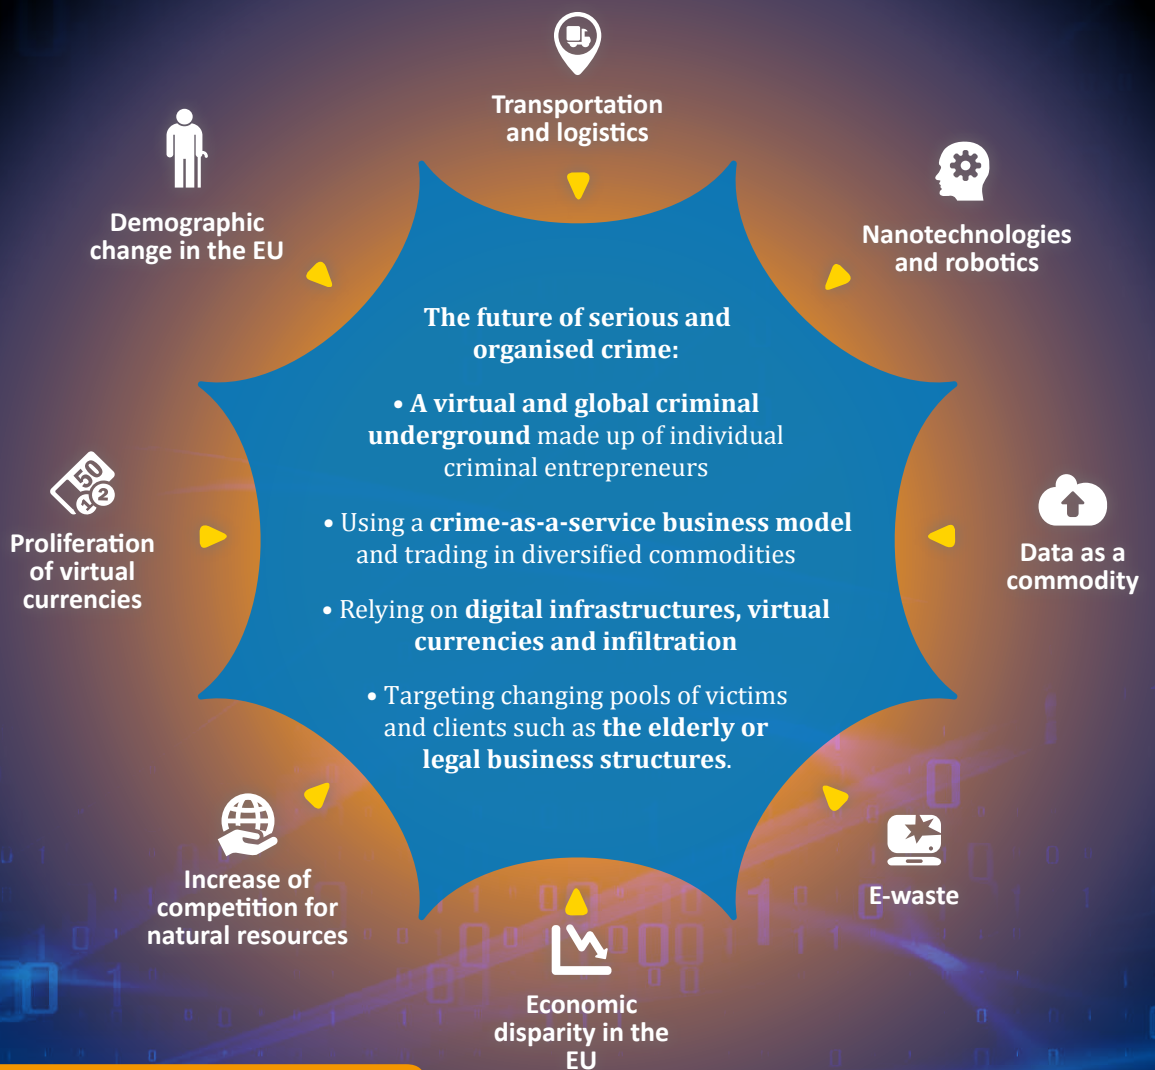 Transportation
and logistics
Demographic
change in the EU
Nanotechnologies
and robotics
The future of serious and
organised crime:
• A virtual and global criminal
underground made up of individual
criminal entrepreneurs
• Using a crime-as-a-service business model
and trading in diversified commodities
• Relying on digital infrastructures, virtual
currencies and infiltration
• Targeting changing pools of victims
and clients such as the elderly or
legal business structures.
50
1 2
Proliferation
of virtual
currencies
Data as a
commodity
Increase of
competition for
natural resources
E-waste
Economic
disparity in the
EU